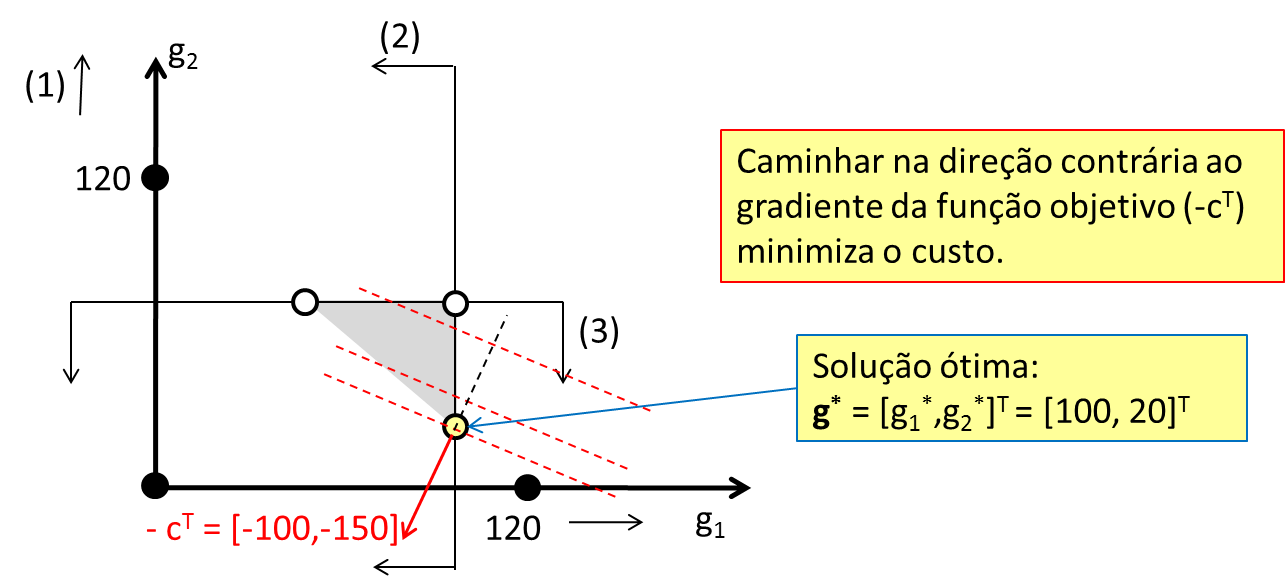 (2)
g2
(1)
120
Caminhar na direção contrária ao
gradiente da função objetivo (-cT)
minimiza o custo.
(3)
Solução ótima:
g* = [g1*,g2*]T = [100, 20]T
- cT = [-100,-150]
120
g1